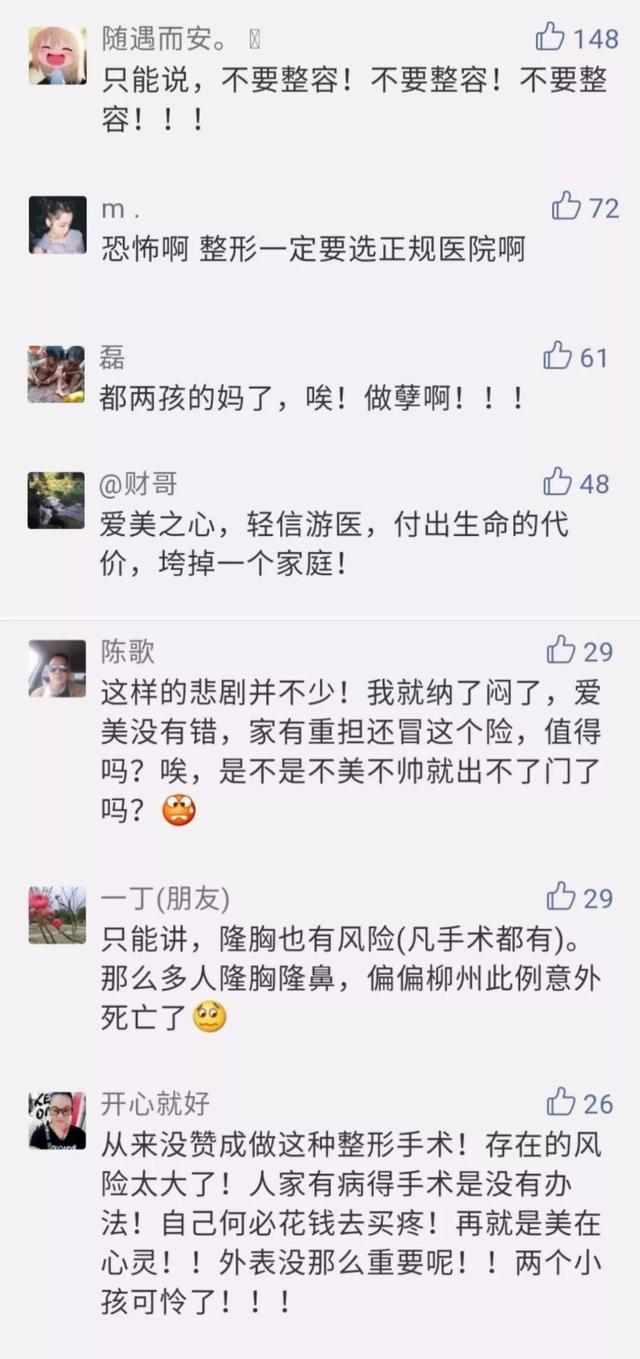 随遇而安。
148
只能说，不要整容！不要整容！不要整
容！！！
m .
72
恐怖啊 整形一定要选正规医院啊
磊
61
都两孩的妈了，唉！做孽啊！！！
@财哥
48
爱美之心，轻信游医，付出生命的代
价，垮掉一个家庭！
陈歌
29
这样的悲剧并不少！我就纳了闷了，爱
美没有错，家有重担还冒这个险，值得
吗？唉，是不是不美不帅就出不了门了
吗？
一丁(朋友)
29
只能讲，隆胸也有风险(凡手术都有)。
那么多人隆胸隆鼻，偏偏柳州此例意外
死亡了
开心就好
26
从来没赞成做这种整形手术！存在的风
险太大了！人家有病得手术是没有办
法！自己何必花钱去买疼！再就是美在
心灵！！外表没那么重要呢！！两个小
孩可怜了！！！